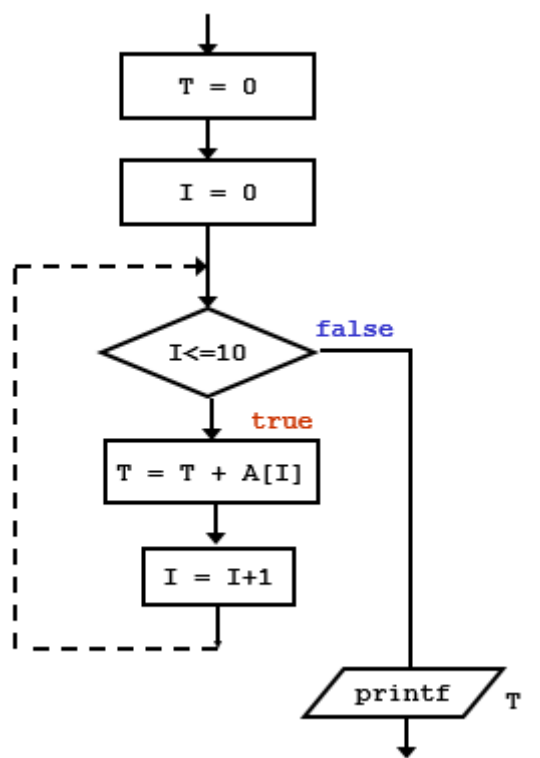 T = 0
I = 0
I<=10
false
true
T = T + A[I]
I = I+1
printf
T